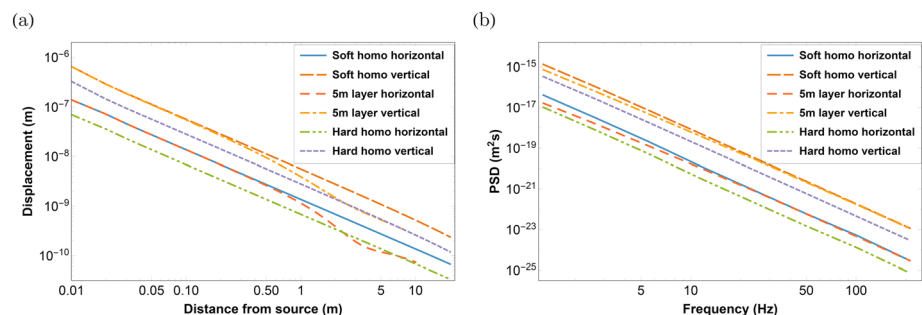 (a)
Displacement (m)
10⁻⁶
10⁻⁷
10⁻⁸
10⁻⁹
10⁻¹⁰
Soft homo horizontal
Soft homo vertical
5m layer horizontal
5m layer vertical
Hard homo horizontal
Hard homo vertical
0.01 0.05 0.10 0.50 1 5 10
Distance from source (m)
(b)
PSD (m²s)
10⁻¹⁵
10⁻¹⁷
10⁻¹⁹
10⁻²¹
10⁻²³
10⁻²⁵
Soft homo horizontal
Soft homo vertical
5m layer horizontal
5m layer vertical
Hard homo horizontal
Hard homo vertical
5 10 50 100
Frequency (Hz)